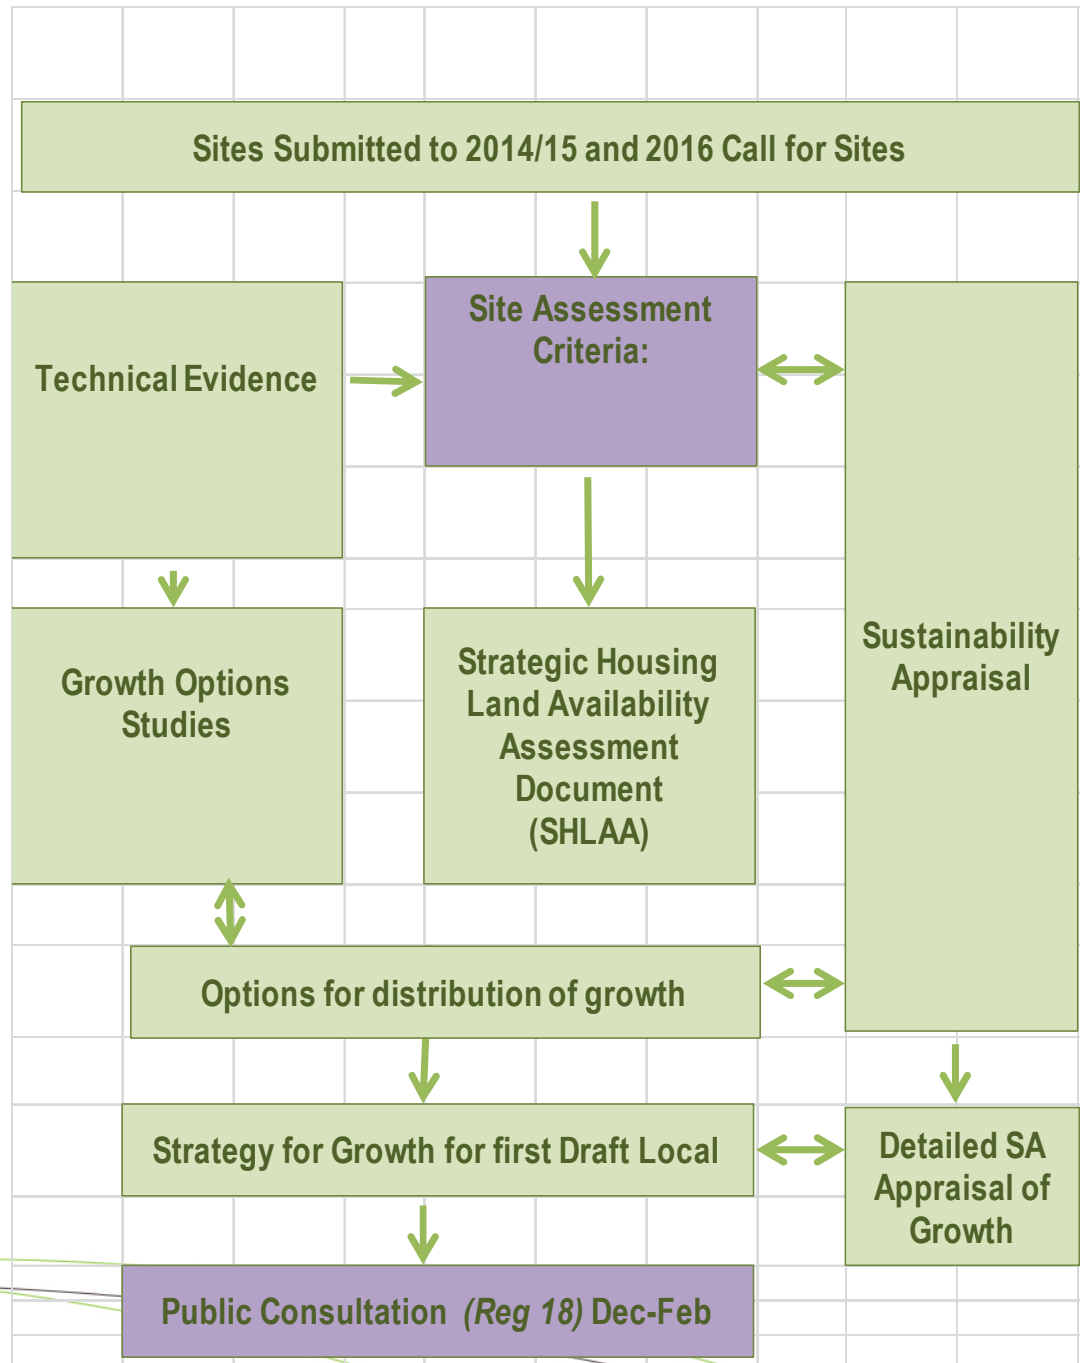 Sites Submitted to 2014/15 and 2016 Call for Sites
Technical Evidence
Site Assessment
Criteria:
Growth Options
Studies
Strategic Housing
Land Availability
Assessment
Document
(SHLAA)
Sustainability
Appraisal
Options for distribution of growth
Strategy for Growth for first Draft Local
Detailed SA
Appraisal of
Growth
Public Consultation (Reg 18) Dec-Feb